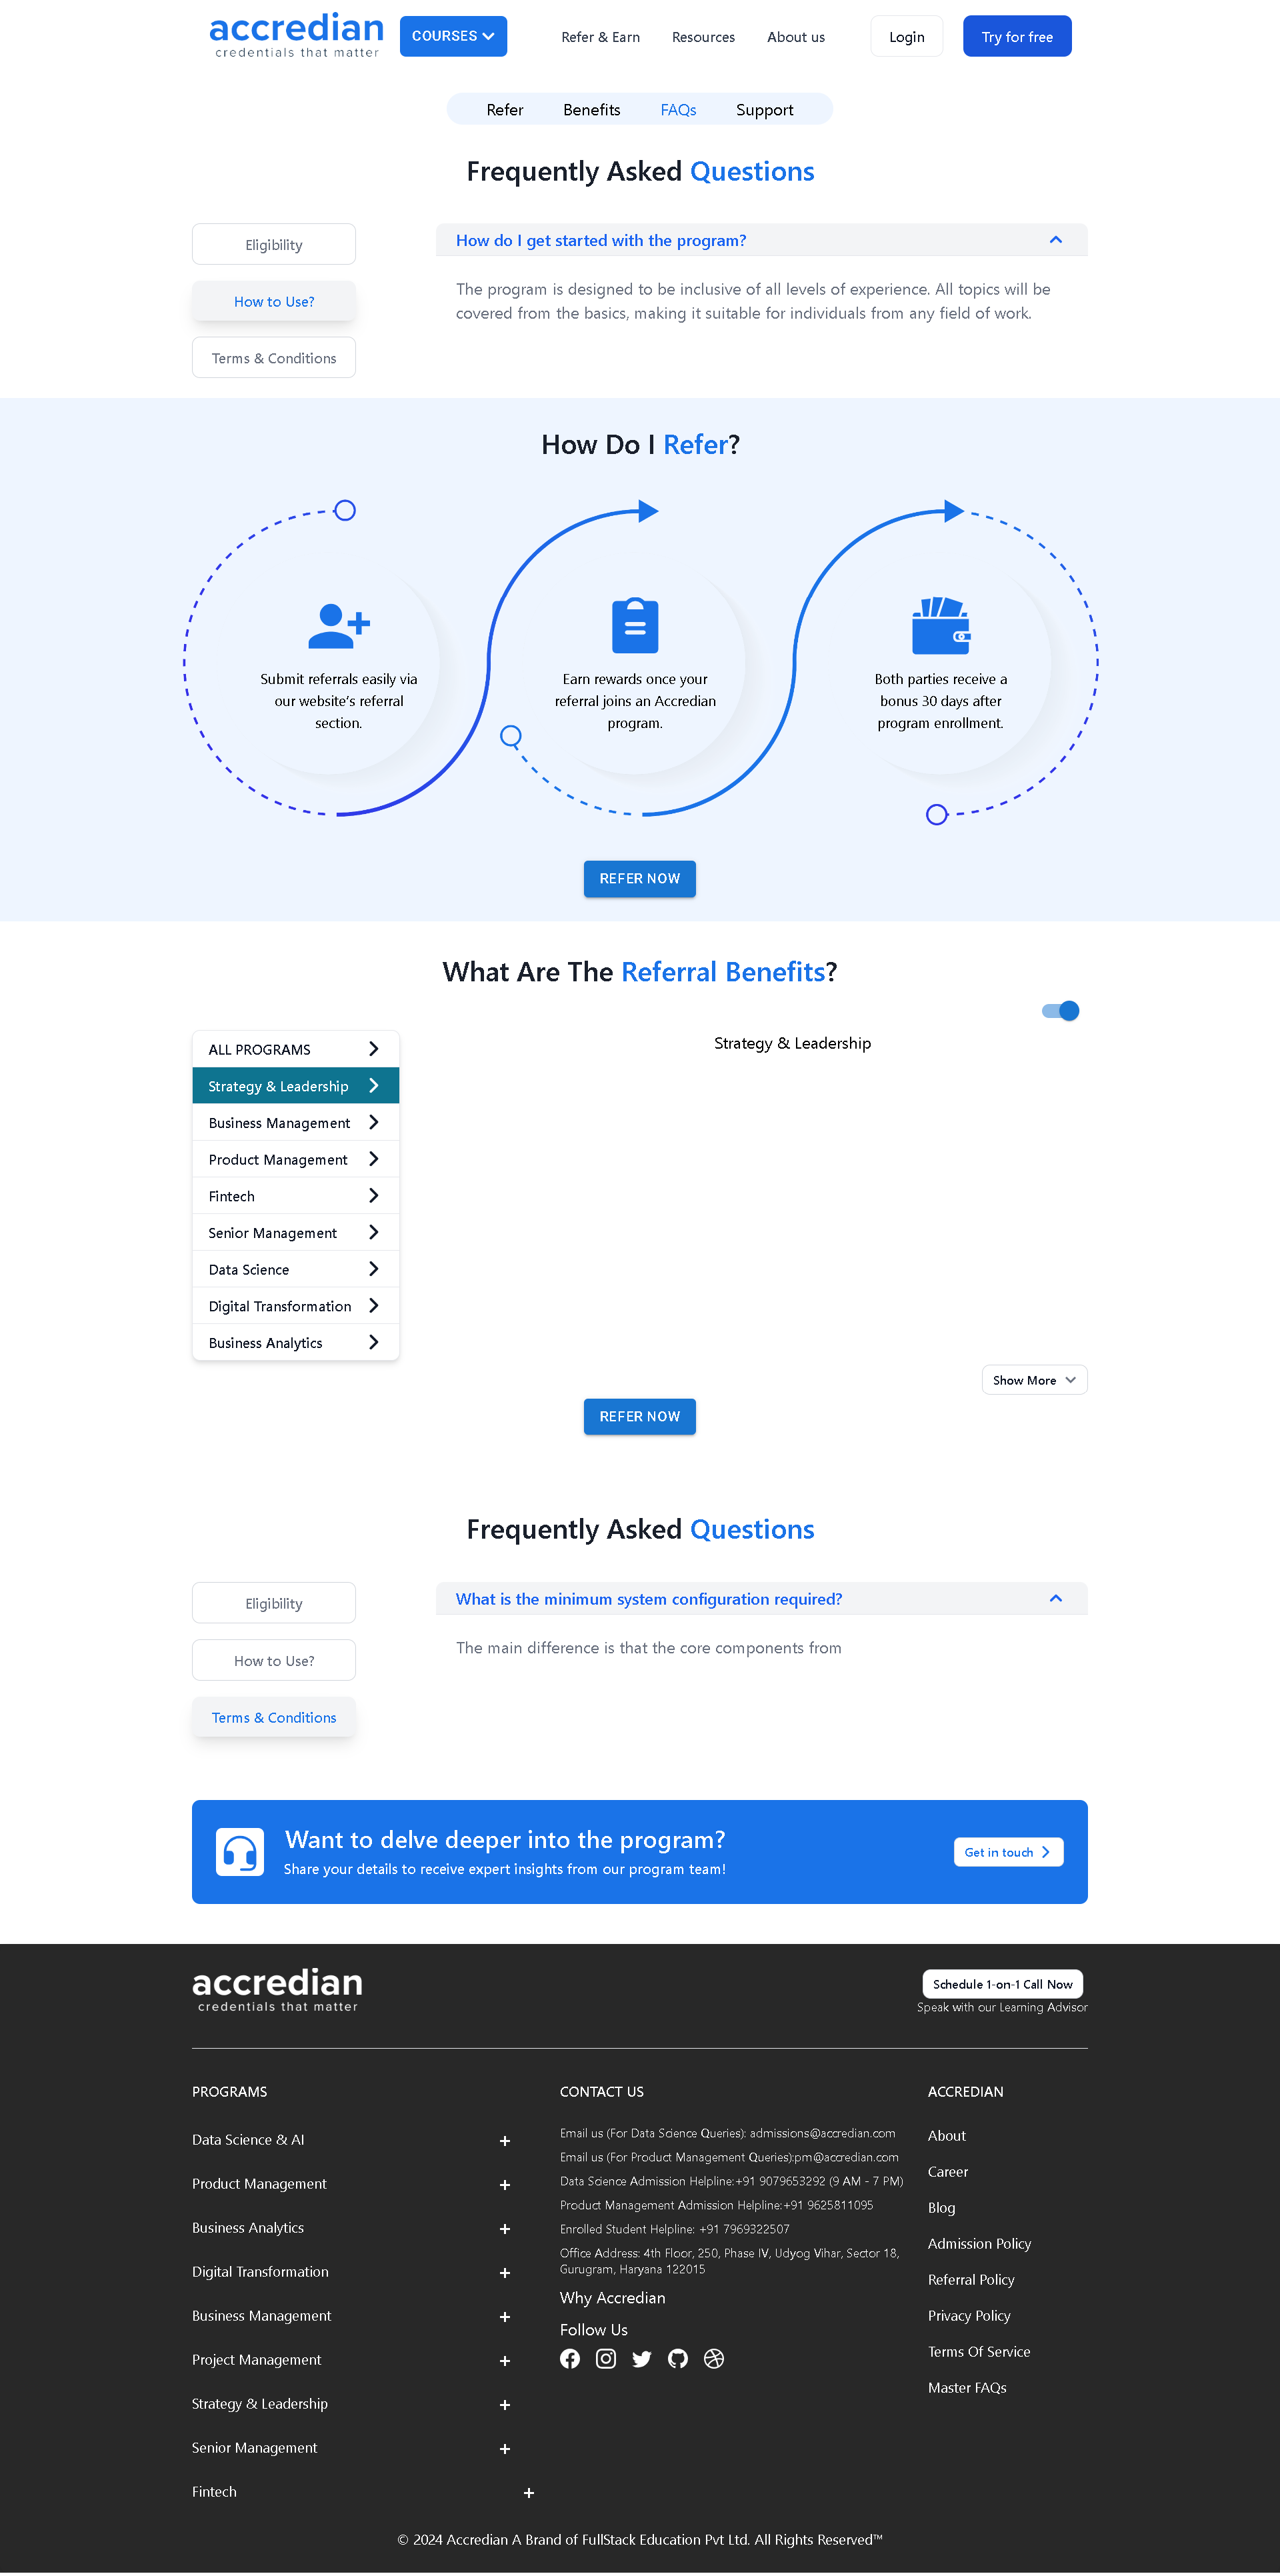 accredian
credentials that matter
COURSES
Refer & Earn
Resources
About us
Login
Try for free
Refer
Benefits
FAQs
Support
Frequently Asked Questions
Eligibility
How to Use?
Terms & Conditions
How do I get started with the program?
The program is designed to be inclusive of all levels of experience. All topics will be
covered from the basics, making it suitable for individuals from any field of work.
How Do I Refer?
Submit referrals easily via
our website's referral
section.
Earn rewards once your
referral joins an Accredian
program.
Both parties receive a
bonus 30 days after
program enrollment.
REFER NOW
What Are The Referral Benefits?
ALL PROGRAMS
Strategy & Leadership
Business Management
Product Management
Fintech
Senior Management
Data Science
Digital Transformation
Business Analytics
Strategy & Leadership
Show More
REFER NOW
Frequently Asked Questions
Eligibility
How to Use?
Terms & Conditions
What is the minimum system configuration required?
The main difference is that the core components from
Want to delve deeper into the program?
Share your details to receive expert insights from our program team!
Get in touch
accredian
credentials that matter
Schedule 1-on-1 Call Now
Speak with our Learning Advisor
PROGRAMS
Data Science & AI +
Product Management +
Business Analytics +
Digital Transformation +
Business Management +
Project Management +
Strategy & Leadership +
Senior Management +
Fintech +
CONTACT US
Email us (For Data Science Queries): admissions@accredian.com
Email us (For Product Management Queries):pm@accredian.com
Data Science Admission Helpline:+91 9079653292 (9 AM - 7 PM)
Product Management Admission Helpline:+91 9625811095
Enrolled Student Helpline: +91 7969322507
Office Address: 4th Floor, 250, Phase IV, Udyog Vihar, Sector 18,
Gurugram, Haryana 122015
Why Accredian
Follow Us
ACCREDIAN
About
Career
Blog
Admission Policy
Referral Policy
Privacy Policy
Terms Of Service
Master FAQs
© 2024 Accredian A Brand of FullStack Education Pvt Ltd. All Rights Reserved™